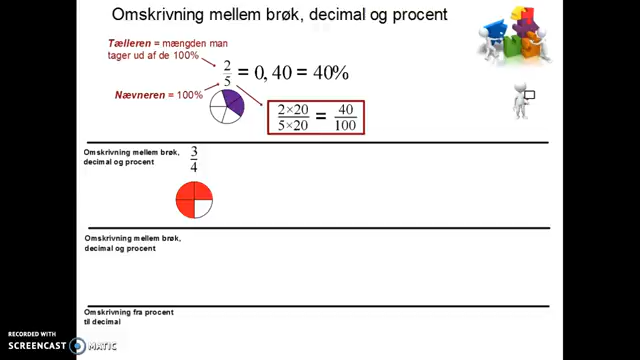 Omskrivning mellem brøk, decimal og procent
Tælleren = mængden man
tager ud af de 100%
2/5 = 0, 40 = 40%
Nævneren = 100%
2×20/5×20 = 40/100
Omskrivning mellem brøk,
decimal og procent
3/4
Omskrivning mellem brøk,
decimal og procent
Omskrivning fra procent
til decimal
RECORDED WITH
SCREENCAST MATIC